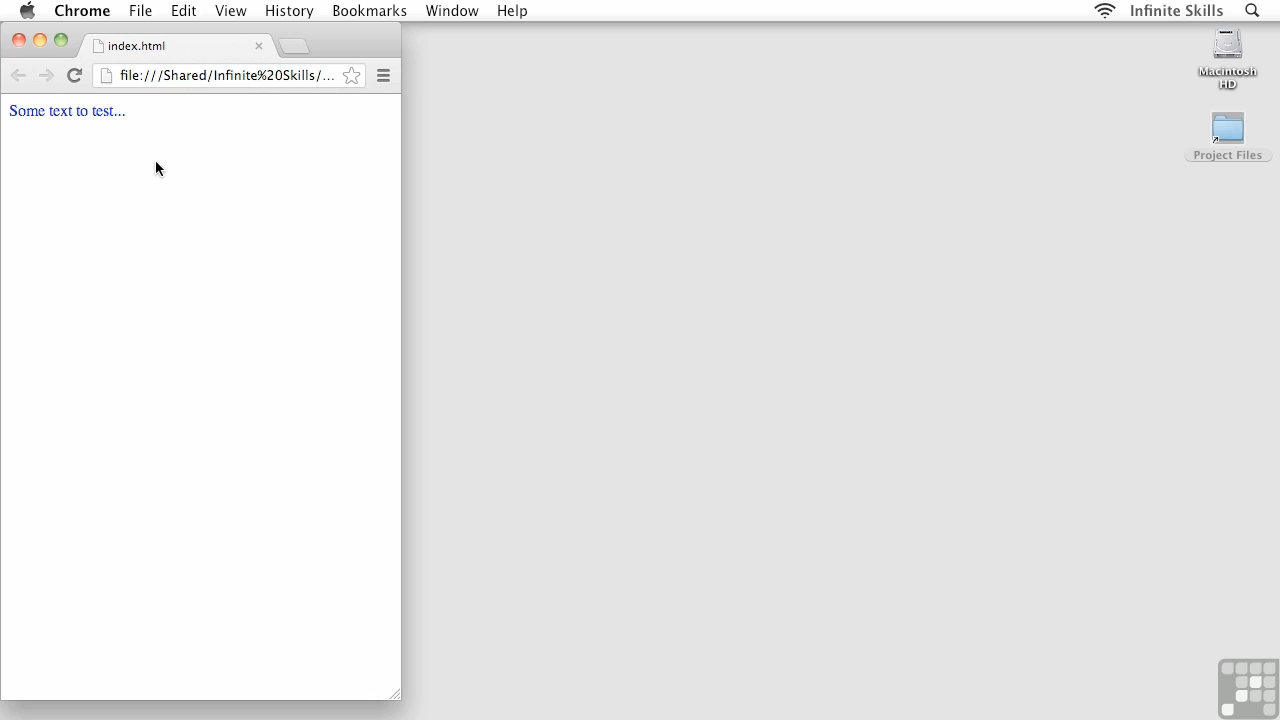 Chrome File Edit View History Bookmarks Window Help Infinite Skills
index.html
file:///Shared/Infinite%20Skills/...
Some text to test...
Macintosh
HD
Project Files